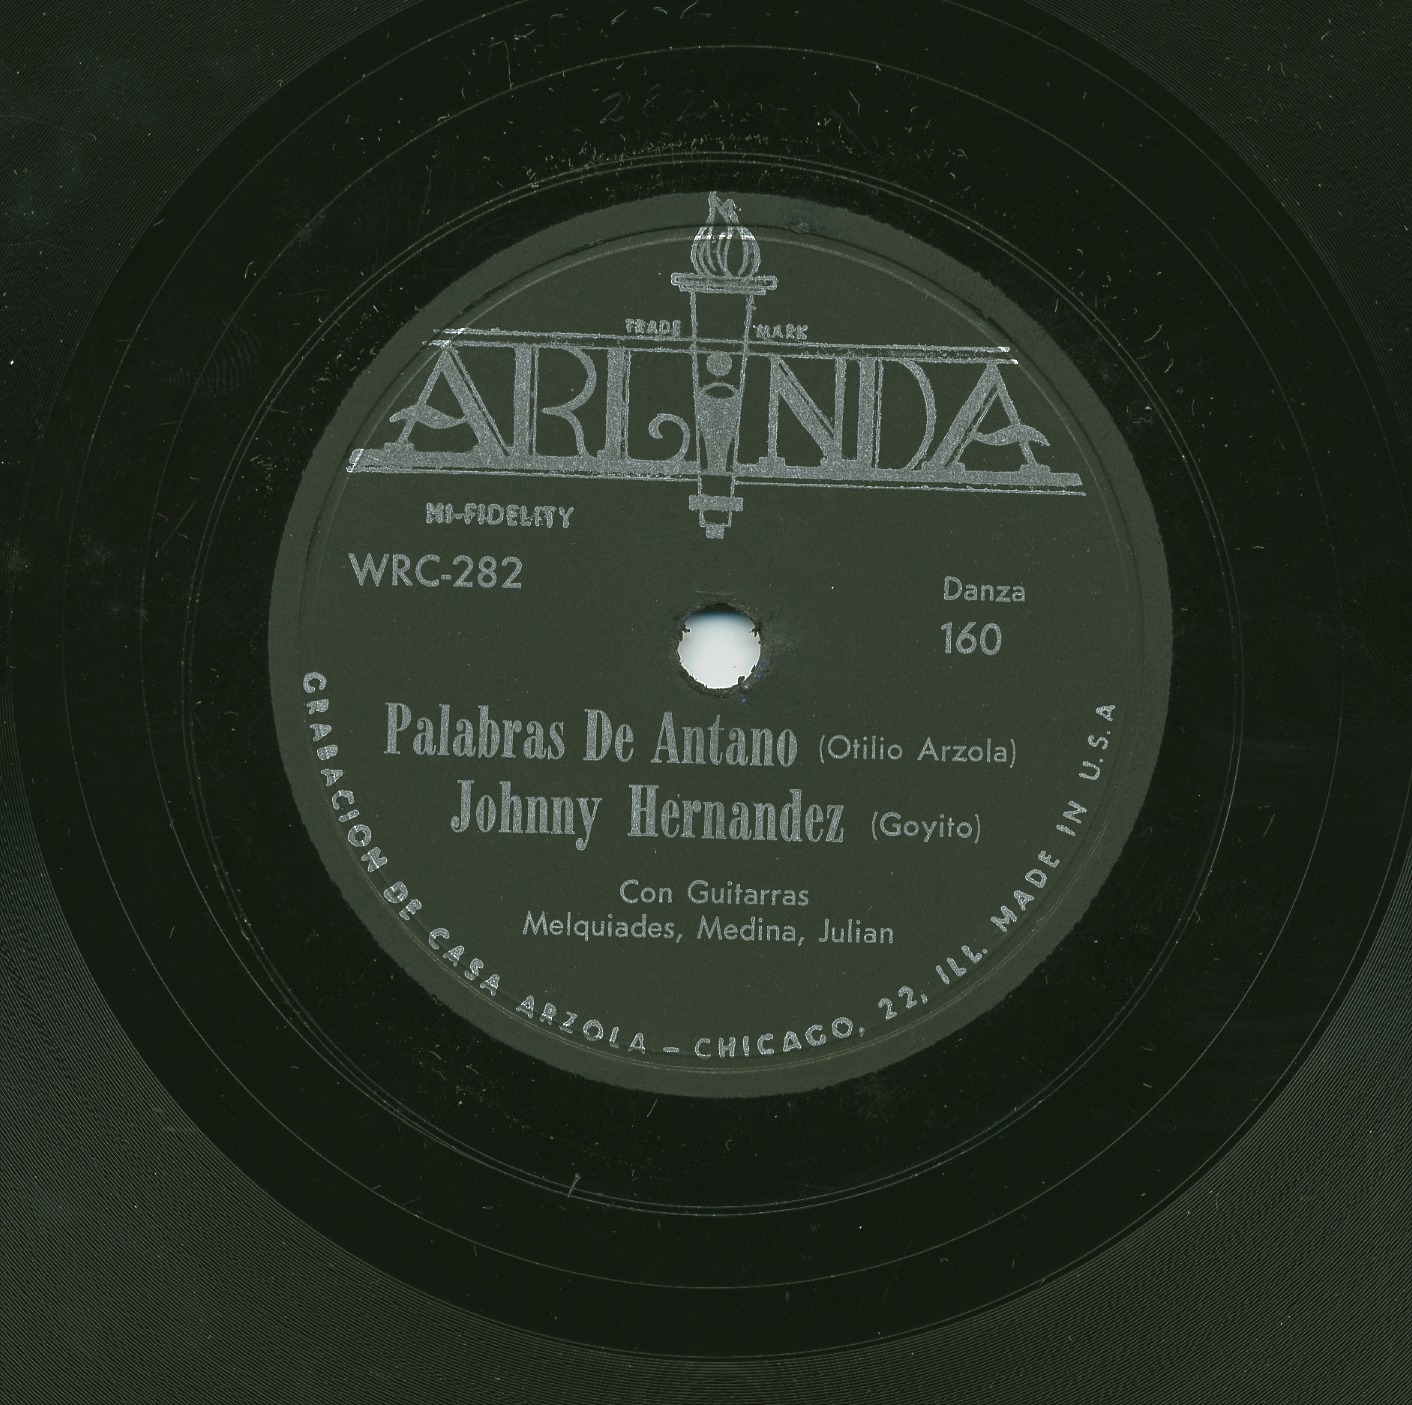 282
TRADE MARK
ARLINDA
HI-FIDELITY
WRC-282
Danza
160
Palabras De Antano (Otilio Arzola)
Johnny Hernandez (Goyito)
Con Guitarras
Melquiades, Medina, Julian
GRABACION DE CASA ARZOLA – CHICAGO, 22, ILL. MADE IN U.S.A